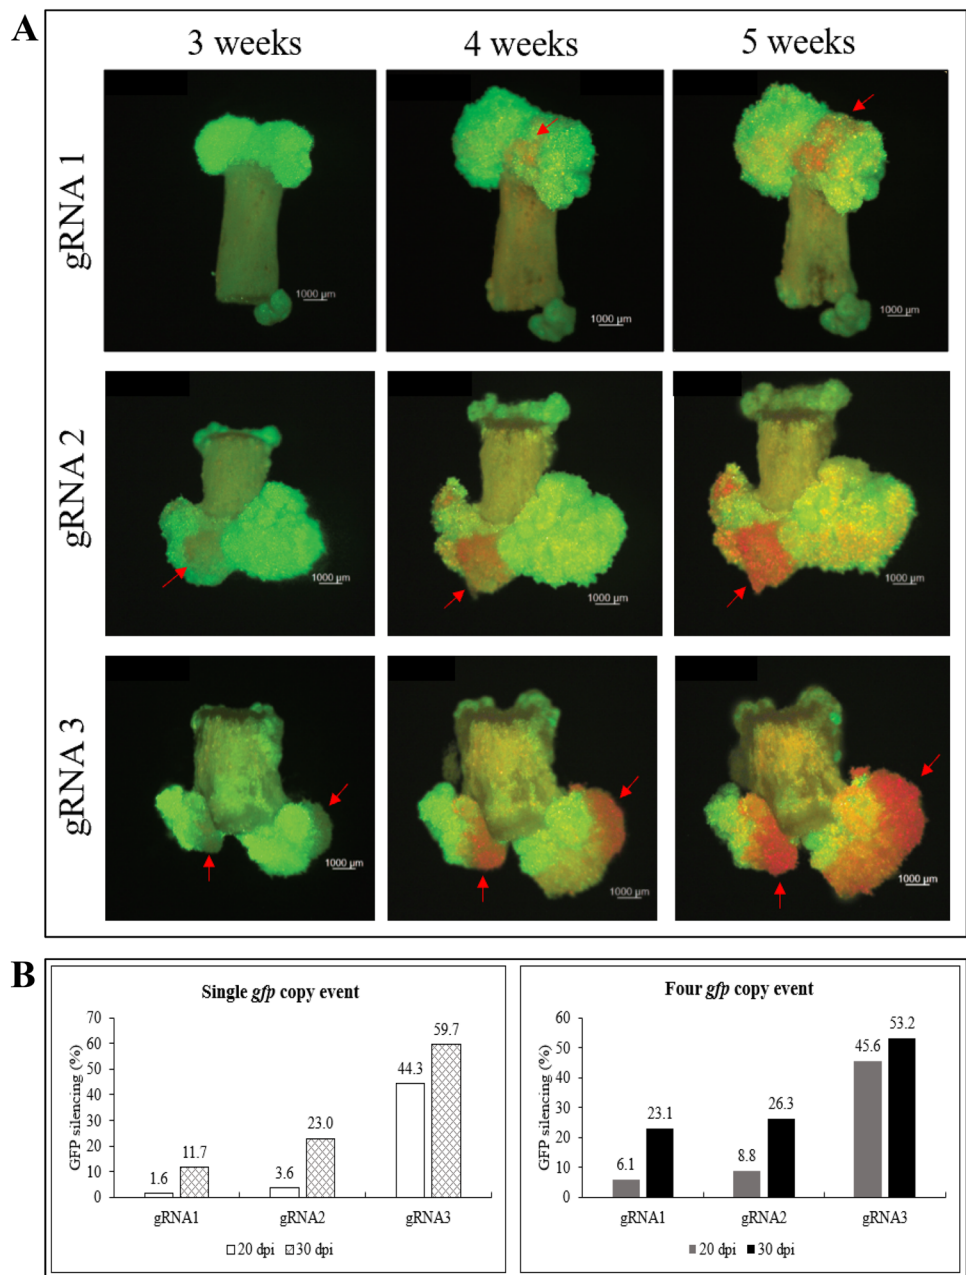 A
3 weeks 4 weeks 5 weeks
gRNA 1
1000 µm
1000 µm
1000 µm
gRNA 2
1000 µm
1000 µm
1000 µm
gRNA 3
1000 µm
1000 µm
1000 µm
B
Single gfp copy event
GFP silencing (%)
70
60
50
40
30
20
10
0
1.6
11.7
3.6
23.0
44.3
59.7
gRNA1 gRNA2 gRNA3
20 dpi 30 dpi
Four gfp copy event
GFP silencing (%)
60
50
40
30
20
10
0
6.1
23.1
8.8
26.3
45.6
53.2
gRNA1 gRNA2 gRNA3
20 dpi 30 dpi